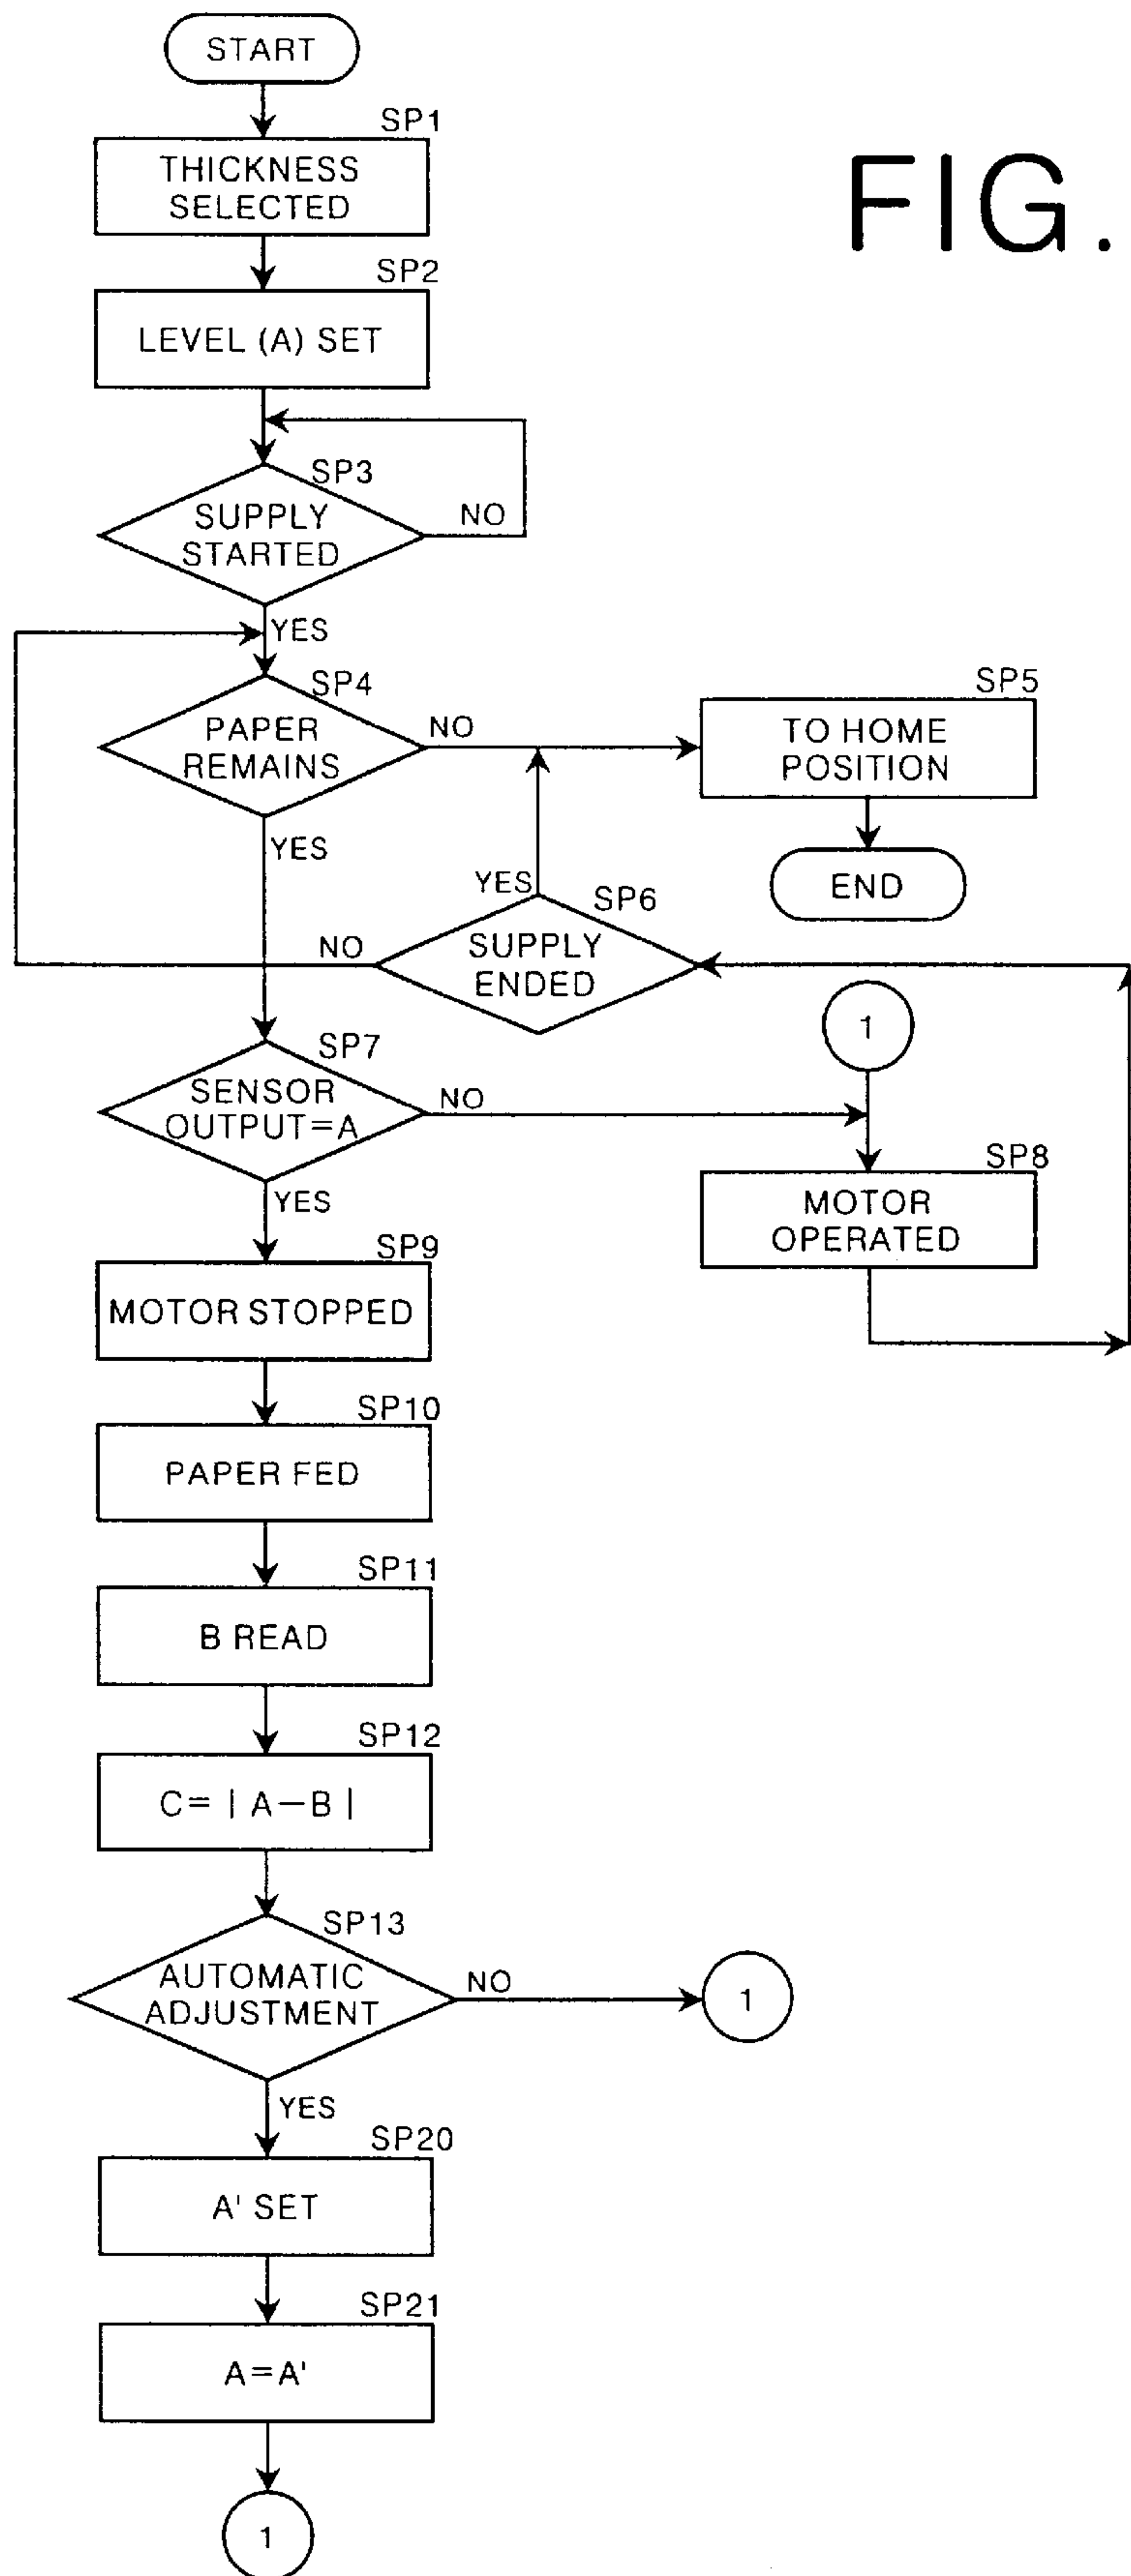 START
SP1
THICKNESS
SELECTED
FIG.
SP2
LEVEL (A) SET
SP3
SUPPLY
STARTED
NO
YES
SP4
PAPER
REMAINS
NO
SP5
TO HOME
POSITION
YES
END
YES
SP6
SUPPLY
ENDED
NO
1
SP7
SENSOR
OUTPUT=A
NO
SP8
MOTOR
OPERATED
YES
SP9
MOTOR STOPPED
SP10
PAPER FED
SP11
B READ
SP12
C= | A—B |
SP13
AUTOMATIC
ADJUSTMENT
NO
1
YES
SP20
A' SET
SP21
A=A'
1